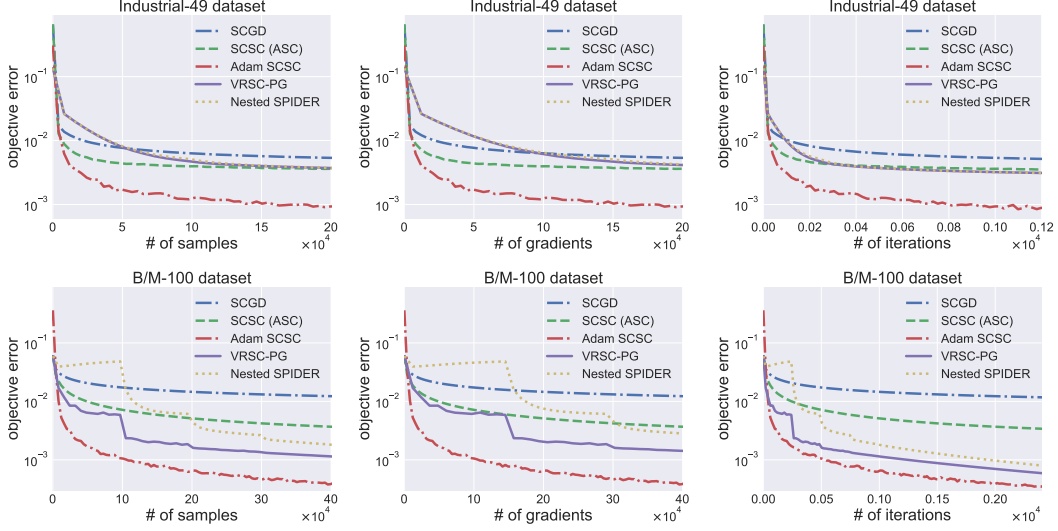 Industrial-49 dataset
SCGD
SCSC (ASC)
Adam SCSC
VRSC-PG
Nested SPIDER
objective error
10⁻¹
10⁻²
10⁻³
0 5 10 15 20
# of samples ×10⁴
Industrial-49 dataset
SCGD
SCSC (ASC)
Adam SCSC
VRSC-PG
Nested SPIDER
objective error
10⁻¹
10⁻²
10⁻³
0 5 10 15 20
# of gradients ×10⁴
Industrial-49 dataset
SCGD
SCSC (ASC)
Adam SCSC
VRSC-PG
Nested SPIDER
objective error
10⁻¹
10⁻²
10⁻³
0.00 0.02 0.04 0.06 0.08 0.10 0.12
# of iterations ×10⁴
B/M-100 dataset
SCGD
SCSC (ASC)
Adam SCSC
VRSC-PG
Nested SPIDER
objective error
10⁻¹
10⁻²
10⁻³
0 10 20 30 40
# of samples ×10⁴
B/M-100 dataset
SCGD
SCSC (ASC)
Adam SCSC
VRSC-PG
Nested SPIDER
objective error
10⁻¹
10⁻²
10⁻³
0 10 20 30 40
# of gradients ×10⁴
B/M-100 dataset
SCGD
SCSC (ASC)
Adam SCSC
VRSC-PG
Nested SPIDER
objective error
10⁻¹
10⁻²
10⁻³
0.00 0.05 0.10 0.15 0.20
# of iterations ×10⁴